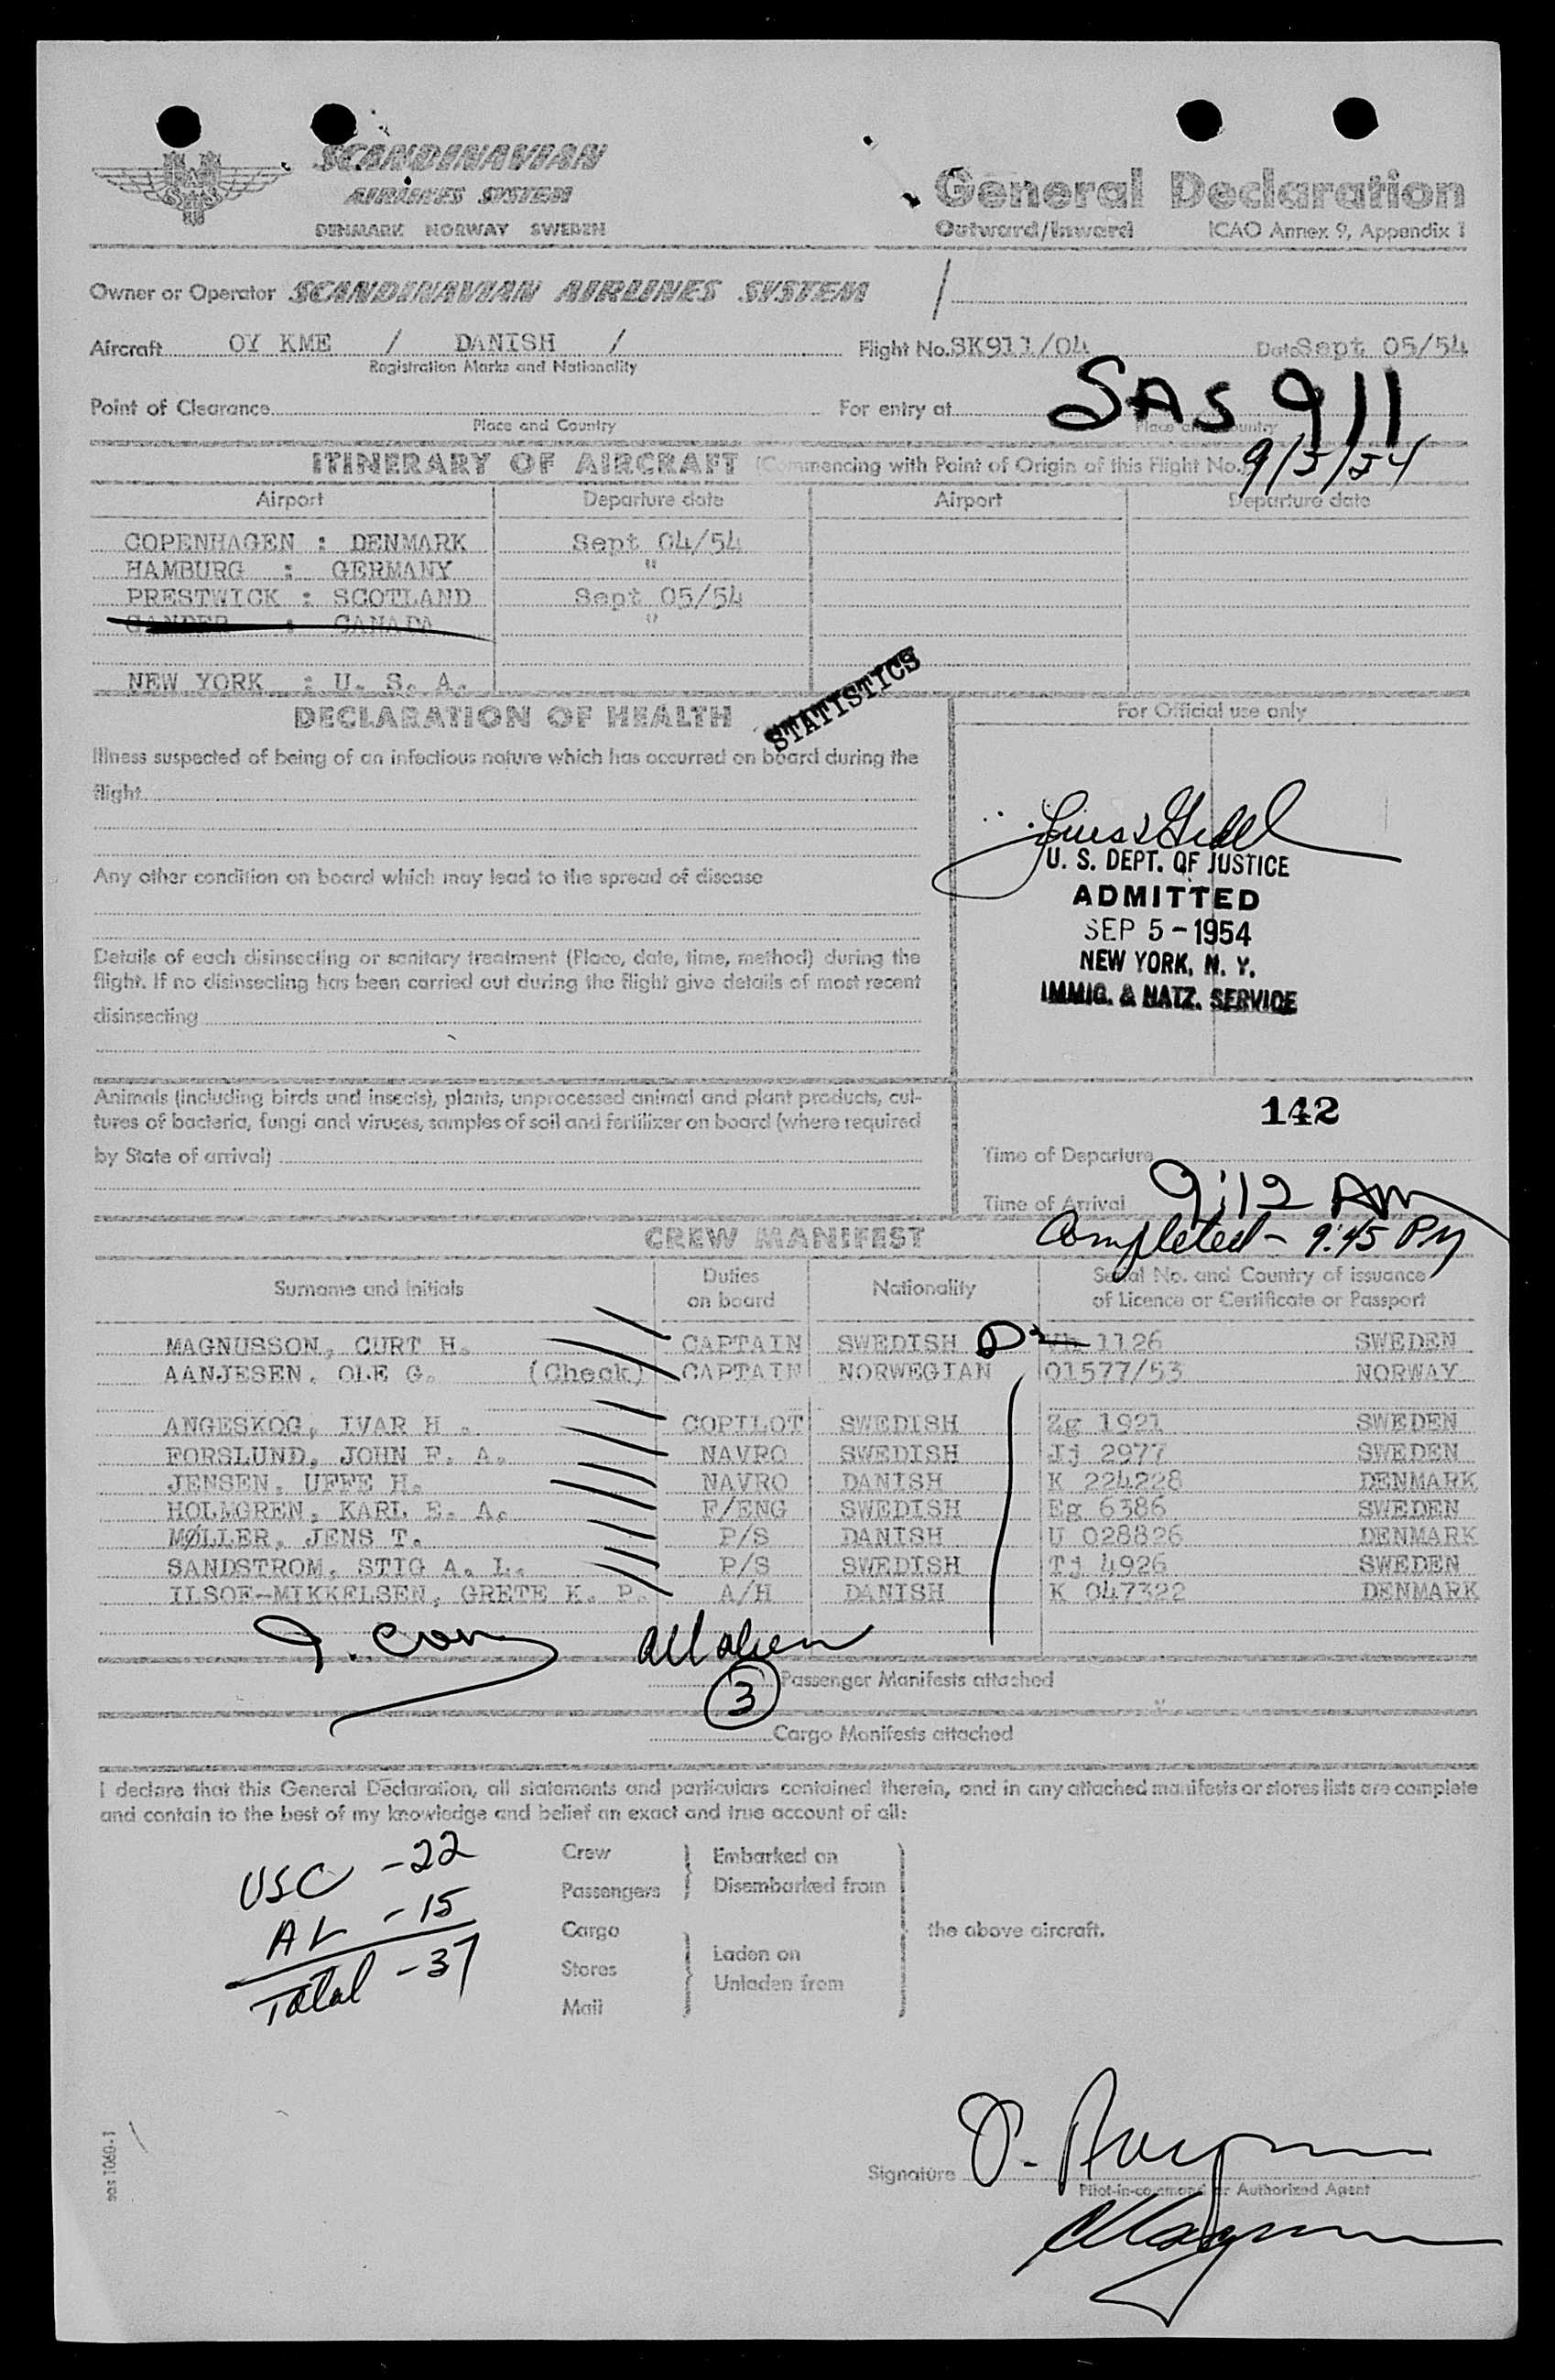 SCANDINAVIAN
AIRLINES SYSTEM
DENMARK NORWAY SWEDEN
General Declaration
Outward/Inward ICAO Annex 9, Appendix 1
Owner or Operator SCANDINAVIAN AIRLINES SYSTEM /
Aircraft OY KME / DANISH / Flight No. SK911/04 Date Sept 05/54
Registration Marks and Nationality
SAS 911
Point of Clearance For entry at
Place and Country Place and Country
9/5/54
ITINERARY OF AIRCRAFT (Commencing with Point of Origin of this Flight No.)
Airport Departure date Airport Departure date
COPENHAGEN : DENMARK Sept 04/54
HAMBURG : GERMANY "
PRESTWICK : SCOTLAND Sept 05/54
GANDER : CANADA "
NEW YORK : U. S. A.
STATISTICS
DECLARATION OF HEALTH
For Official use only
Illness suspected of being of an infectious nature which has occurred on board during the
flight
Any other condition on board which may lead to the spread of disease
Details of each disinsecting or sanitary treatment (Place, date, time, method) during the
flight. If no disinsecting has been carried out during the flight give details of most recent
disinsecting
U. S. DEPT. OF JUSTICE
ADMITTED
SEP 5 - 1954
NEW YORK, N. Y.
IMMIG. & NATZ. SERVICE
Animals (including birds and insects), plants, unprocessed animal and plant products, cul-
tures of bacteria, fungi and viruses, samples of soil and fertilizer on board (where required
by State of arrival)
142
Time of Departure
Time of Arrival 9:12 AM
Completed - 9:45 PM
CREW MANIFEST
Surname and Initials Duties on board Nationality Serial No. and Country of issuance of Licence or Certificate or Passport
MAGNUSSON, CURT H. CAPTAIN SWEDISH Vh 1126 SWEDEN
AANJESEN, OLE G. (Check) CAPTAIN NORWEGIAN 01577/53 NORWAY
ANGESKOG, IVAR H . COPILOT SWEDISH Zg 1921 SWEDEN
FORSLUND, JOHN F. A. NAVRO SWEDISH Jj 2977 SWEDEN
JENSEN, UFFE H. NAVRO DANISH K 224228 DENMARK
HOLMGREN, KARL E. A. F/ENG SWEDISH Eg 6386 SWEDEN
MØLLER, JENS T. P/S DANISH U 028826 DENMARK
SANDSTROM, STIG A. L. P/S SWEDISH Tj 4926 SWEDEN
ILSOE-MIKKELSEN, GRETE K. P. A/H DANISH K 047322 DENMARK
all alien
3 Passenger Manifests attached
Cargo Manifests attached
I declare that this General Declaration, all statements and particulars contained therein, and in any attached manifests or stores lists are complete
and contain to the best of my knowledge and belief an exact and true account of all:
USC - 22
AL - 15
Total - 37
Crew
Passengers
Embarked on
Disembarked from
Cargo
Stores
Mail
Laden on
Unladen from
the above aircraft.
Signature
Pilot-in-command or Authorized Agent
sas 1060-1